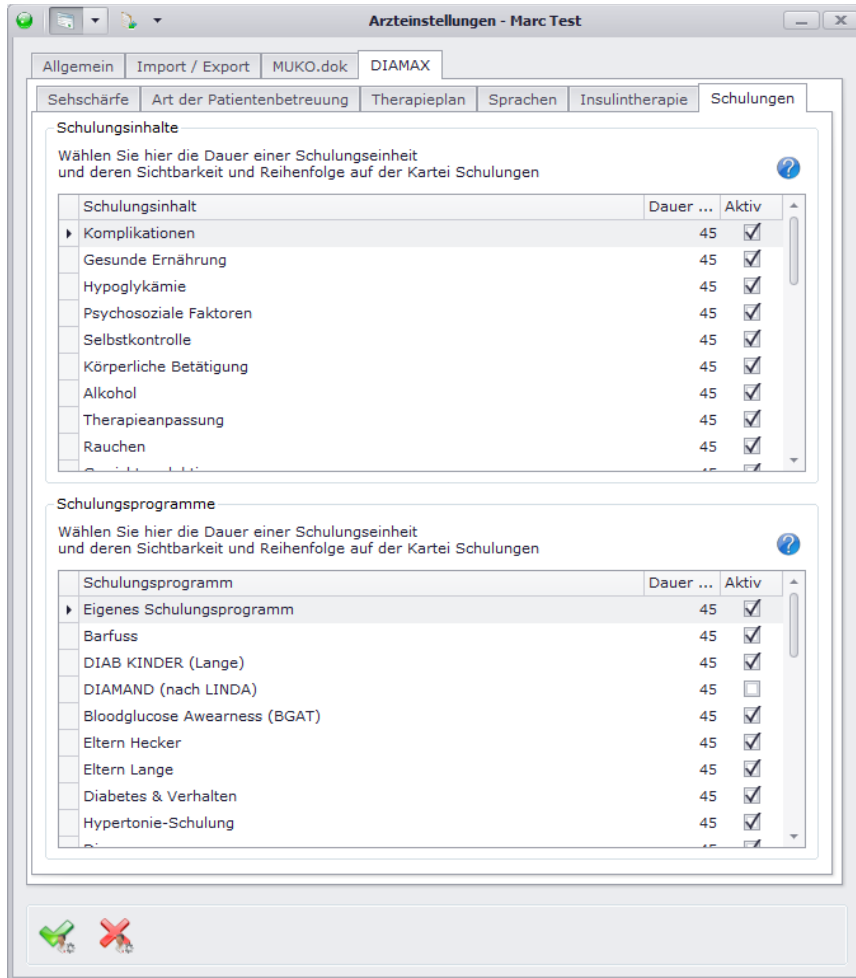 Arzteinstellungen - Marc Test
Allgemein Import / Export MUKO.dok DIAMAX
Sehschärfe Art der Patientenbetreuung Therapieplan Sprachen Insulintherapie Schulungen
Schulungsinhalte
Wählen Sie hier die Dauer einer Schulungseinheit
und deren Sichtbarkeit und Reihenfolge auf der Kartei Schulungen
Schulungsinhalt Dauer ... Aktiv
Komplikationen 45
Gesunde Ernährung 45
Hypoglykämie 45
Psychosoziale Faktoren 45
Selbstkontrolle 45
Körperliche Betätigung 45
Alkohol 45
Therapieanpassung 45
Rauchen 45
Schulungsprogramme
Wählen Sie hier die Dauer einer Schulungseinheit
und deren Sichtbarkeit und Reihenfolge auf der Kartei Schulungen
Schulungsprogramm Dauer ... Aktiv
Eigenes Schulungsprogramm 45
Barfuss 45
DIAB KINDER (Lange) 45
DIAMAND (nach LINDA) 45
Bloodglucose Awearness (BGAT) 45
Eltern Hecker 45
Eltern Lange 45
Diabetes & Verhalten 45
Hypertonie-Schulung 45